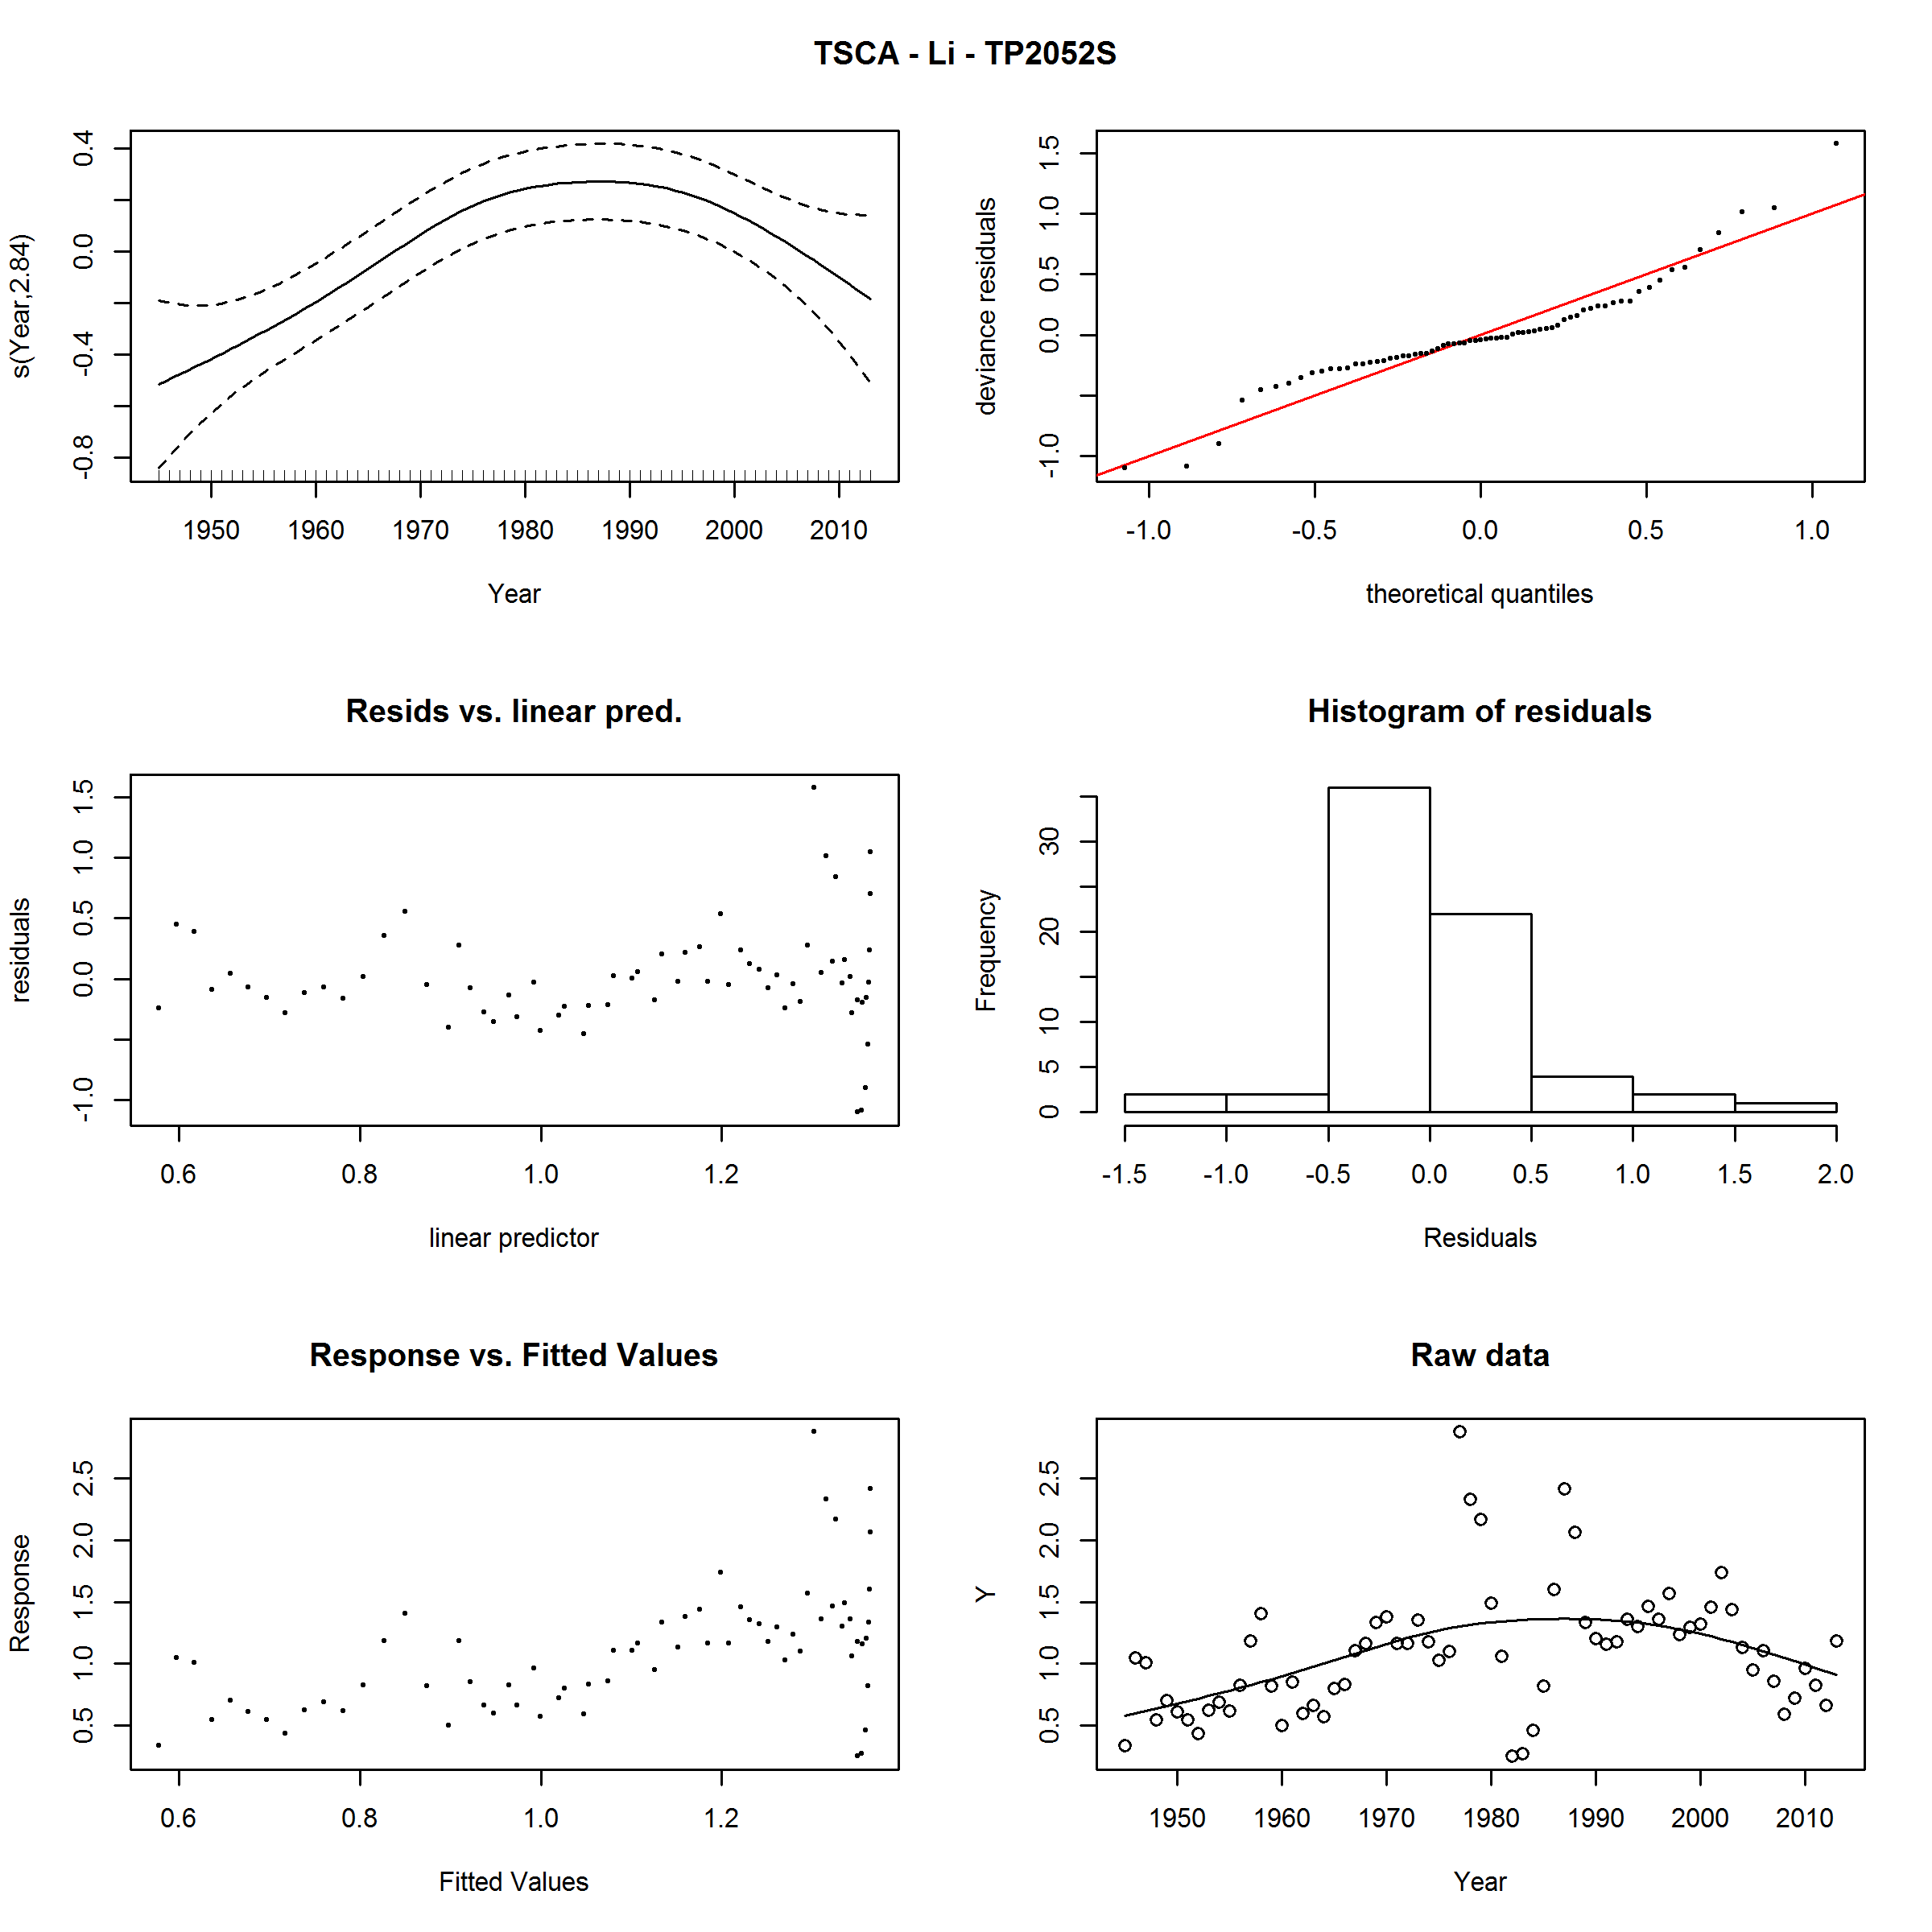 TSCA - Li - TP2052S
s(Year,2.84)
0.4
0.0
-0.4
-0.8
1950 1960 1970 1980 1990 2000 2010
Year
deviance residuals
1.5
1.0
0.5
0.0
-1.0
-1.0 -0.5 0.0 0.5 1.0
theoretical quantiles
Resids vs. linear pred.
residuals
1.5
1.0
0.5
0.0
-1.0
0.6 0.8 1.0 1.2
linear predictor
Histogram of residuals
Frequency
30
20
10
5
0
-1.5 -1.0 -0.5 0.0 0.5 1.0 1.5 2.0
Residuals
Response vs. Fitted Values
Response
2.5
2.0
1.5
1.0
0.5
0.6 0.8 1.0 1.2
Fitted Values
Raw data
Y
2.5
2.0
1.5
1.0
0.5
1950 1960 1970 1980 1990 2000 2010
Year